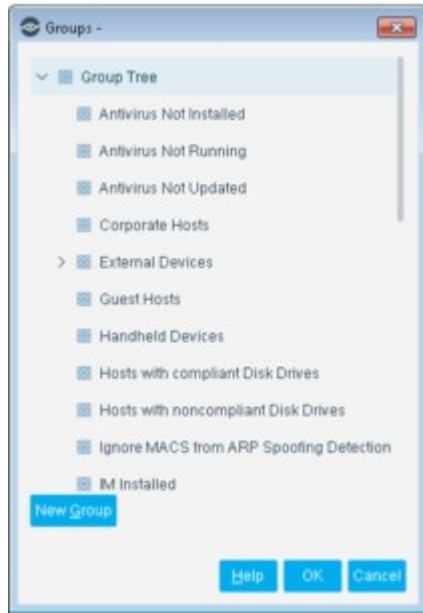 Groups -
Group Tree
Antivirus Not Installed
Antivirus Not Running
Antivirus Not Updated
Corporate Hosts
External Devices
Guest Hosts
Handheld Devices
Hosts with compliant Disk Drives
Hosts with noncompliant Disk Drives
Ignore MACS from ARP Spoofing Detection
IM Installed
New Group
Help OK Cancel